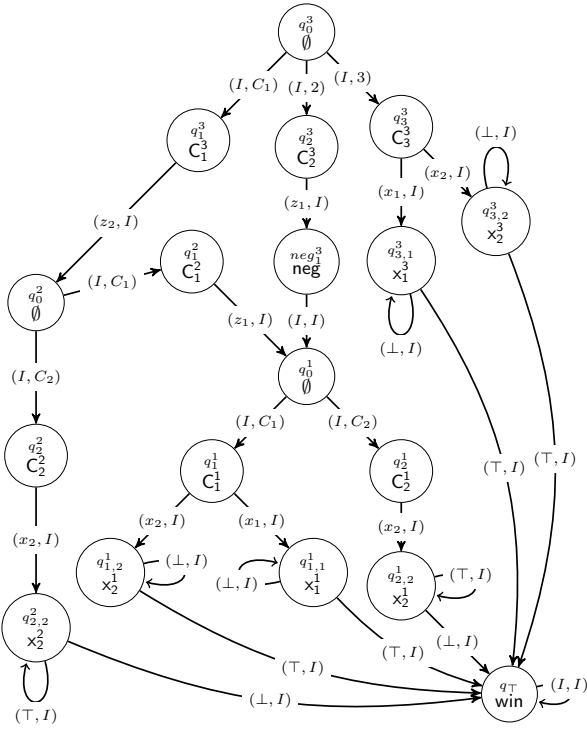 q_0^3
∅
(I, C_1) (I, 2) (I, 3)
q_1^3
C_1^3
q_2^3
C_2^3
q_3^3
C_3^3
(⊥, I)
(x_2, I)
(z_1, I)
(x_1, I)
q_{3,2}^3
x_2^3
(z_2, I)
q_1^2
C_1^2
neg_1^3
neg
q_{3,1}^3
x_1^3
(I, C_1)
q_0^2
∅
(z_1, I)
(I, I)
(⊥, I)
(I, C_2)
q_0^1
∅
(I, C_1)
(I, C_2)
q_2^2
C_2^2
q_1^1
C_1^1
q_2^1
C_2^1
(⊤, I)
(⊤, I)
(x_2, I)
(x_2, I)
(x_1, I)
(x_2, I)
q_{1,2}^1
x_2^1
(⊥, I)
(⊥, I)
q_{1,1}^1
x_1^1
q_{2,2}^1
x_2^1
(⊤, I)
q_{2,2}^2
x_2^2
(⊤, I)
(⊥, I)
(⊤, I)
(⊤, I)
(⊥, I)
q_⊤
win
(I, I)